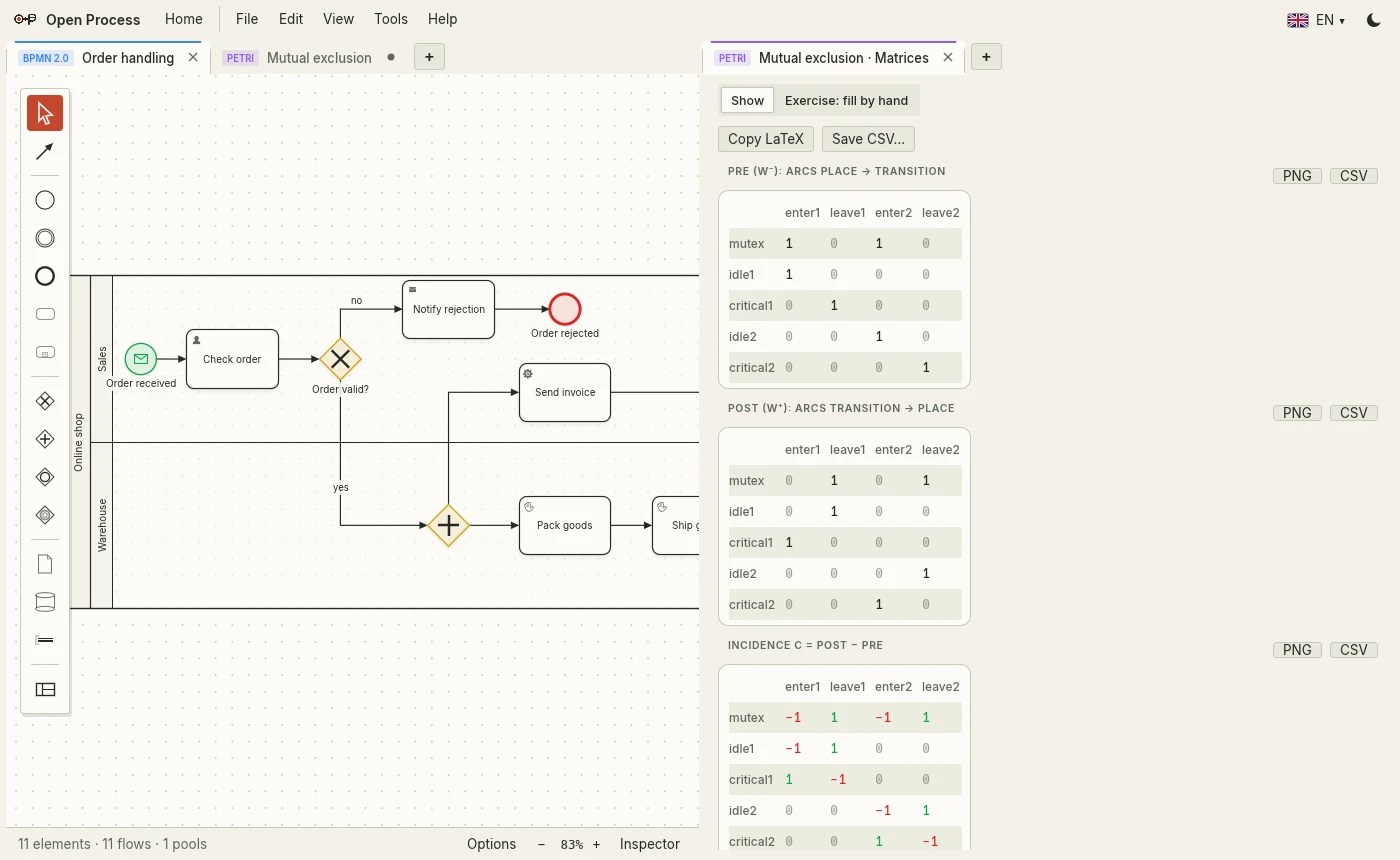 Open Process Home File Edit View Tools Help EN ▾
BPMN 2.0 Order handling × PETRI Mutual exclusion ● +
PETRI Mutual exclusion · Matrices × +
Show Exercise: fill by hand
Copy LaTeX Save CSV…
PRE (W⁻): ARCS PLACE → TRANSITION PNG CSV
enter1 leave1 enter2 leave2
mutex 1 0 1 0
idle1 1 0 0 0
critical1 0 1 0 0
idle2 0 0 1 0
critical2 0 0 0 1
POST (W⁺): ARCS TRANSITION → PLACE PNG CSV
enter1 leave1 enter2 leave2
mutex 0 1 0 1
idle1 0 1 0 0
critical1 1 0 0 0
idle2 0 0 0 1
critical2 0 0 1 0
INCIDENCE C = POST − PRE PNG CSV
enter1 leave1 enter2 leave2
mutex −1 1 −1 1
idle1 −1 1 0 0
critical1 1 −1 0 0
idle2 0 0 −1 1
critical2 0 0 1 −1
Online shop
Sales
Warehouse
Order received
Check order
Order valid?
no
Notify rejection
Order rejected
Send invoice
yes
Pack goods
Ship g
11 elements · 11 flows · 1 pools Options − 83% + Inspector